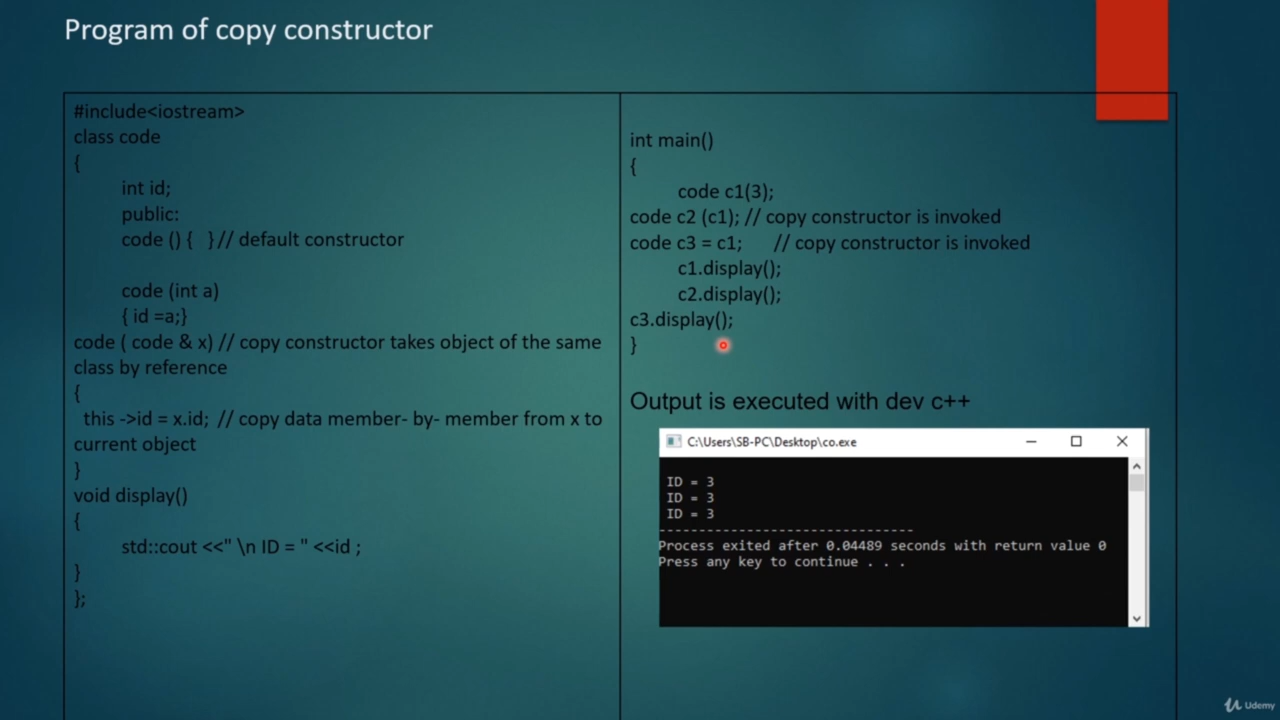 Program of copy constructor
#include<iostream>
class code
{
int id;
public:
code () {   } // default constructor
code (int a)
{ id =a;}
code ( code & x) // copy constructor takes object of the same
class by reference
{
this ->id = x.id;  // copy data member- by- member from x to
current object
}
void display()
{
std::cout <<" \n ID = " <<id ;
}
};
int main()
{
code c1(3);
code c2 (c1); // copy constructor is invoked
code c3 = c1;     // copy constructor is invoked
c1.display();
c2.display();
c3.display();
}
Output is executed with dev c++
C:\Users\SB-PC\Desktop\co.exe
ID = 3
ID = 3
ID = 3
--------------------------------
Process exited after 0.04489 seconds with return value 0
Press any key to continue . . .
Udemy